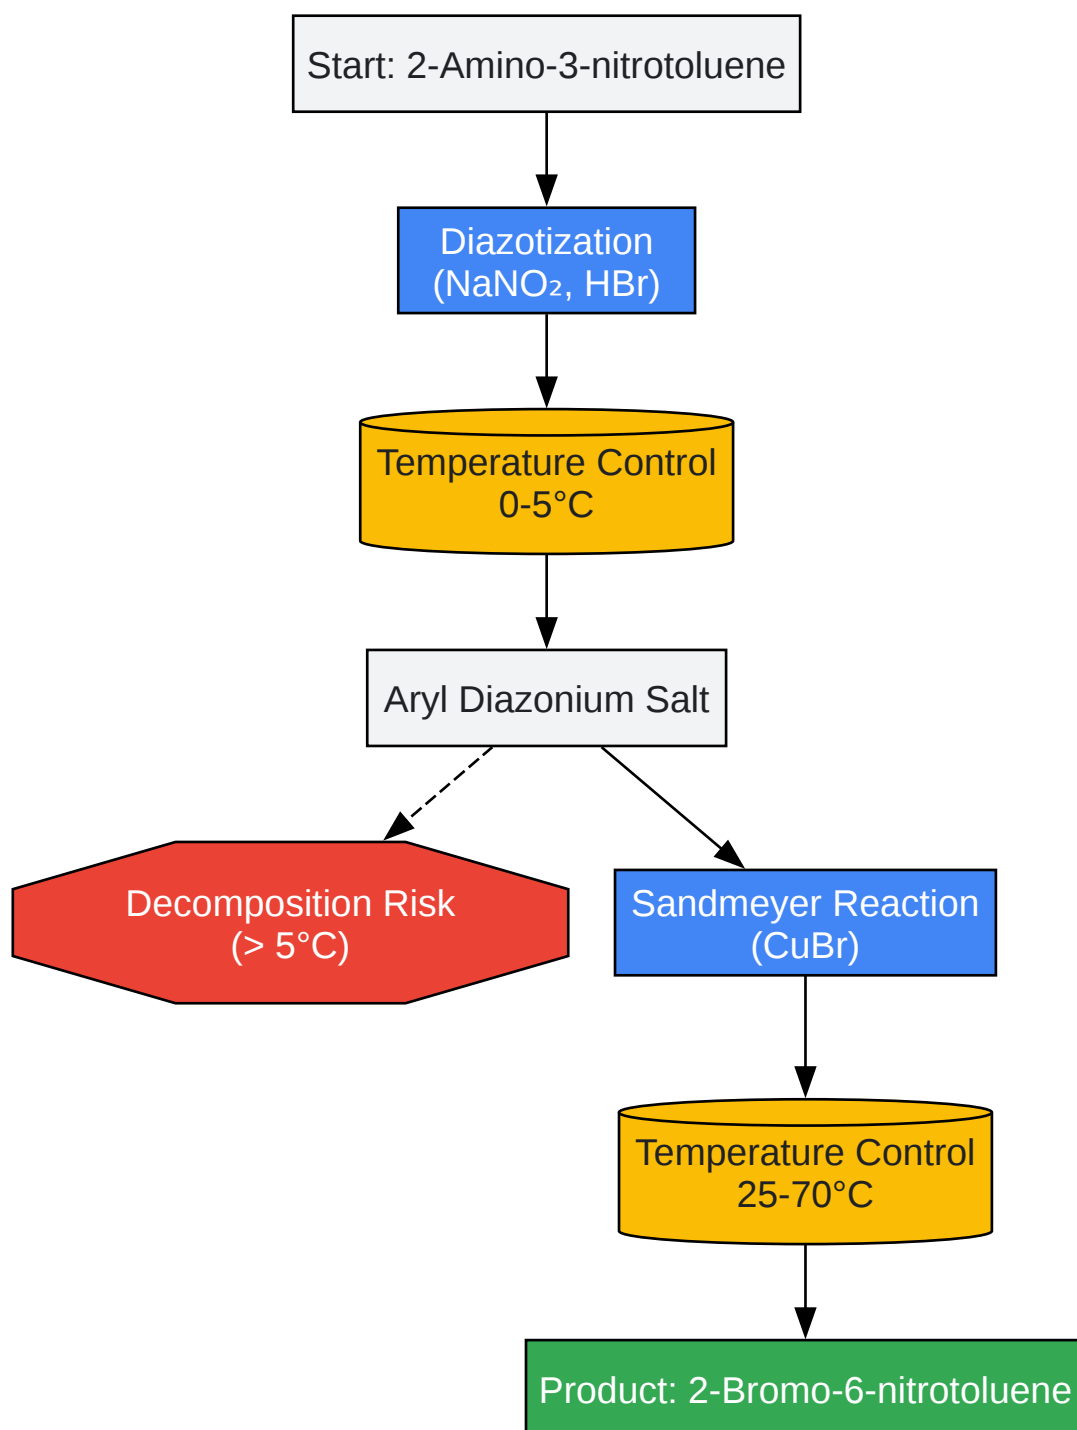 Start: 2-Amino-3-nitrotoluene
Diazotization
(NaNO₂, HBr)
Temperature Control
0-5°C
Aryl Diazonium Salt
Decomposition Risk
(> 5°C)
Sandmeyer Reaction
(CuBr)
Temperature Control
25-70°C
Product: 2-Bromo-6-nitrotoluene